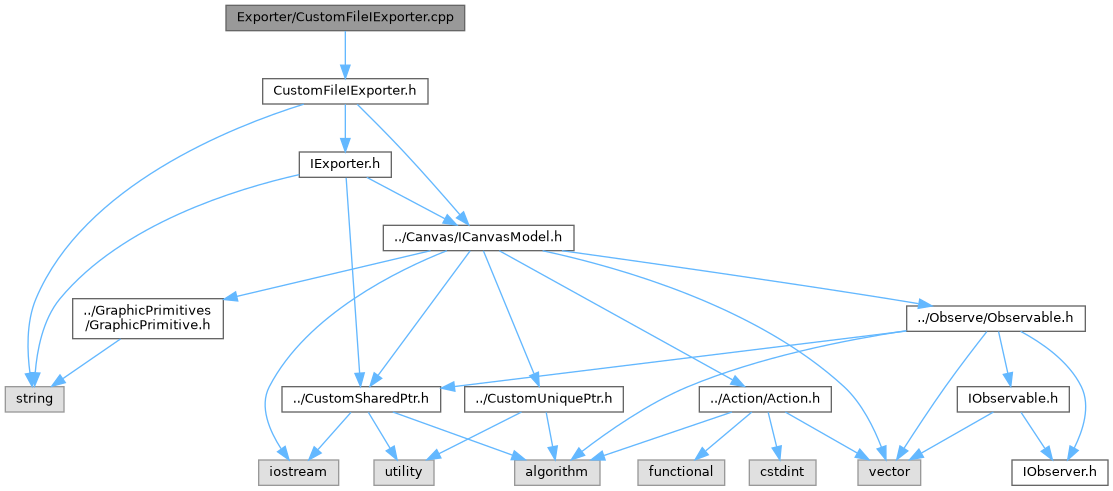 Exporter/CustomFileIExporter.cpp
CustomFileIExporter.h
IExporter.h
../Canvas/ICanvasModel.h
../GraphicPrimitives
/GraphicPrimitive.h
../Observe/Observable.h
string
../CustomSharedPtr.h
../CustomUniquePtr.h
../Action/Action.h
IObservable.h
iostream
utility
algorithm
functional
cstdint
vector
IObserver.h